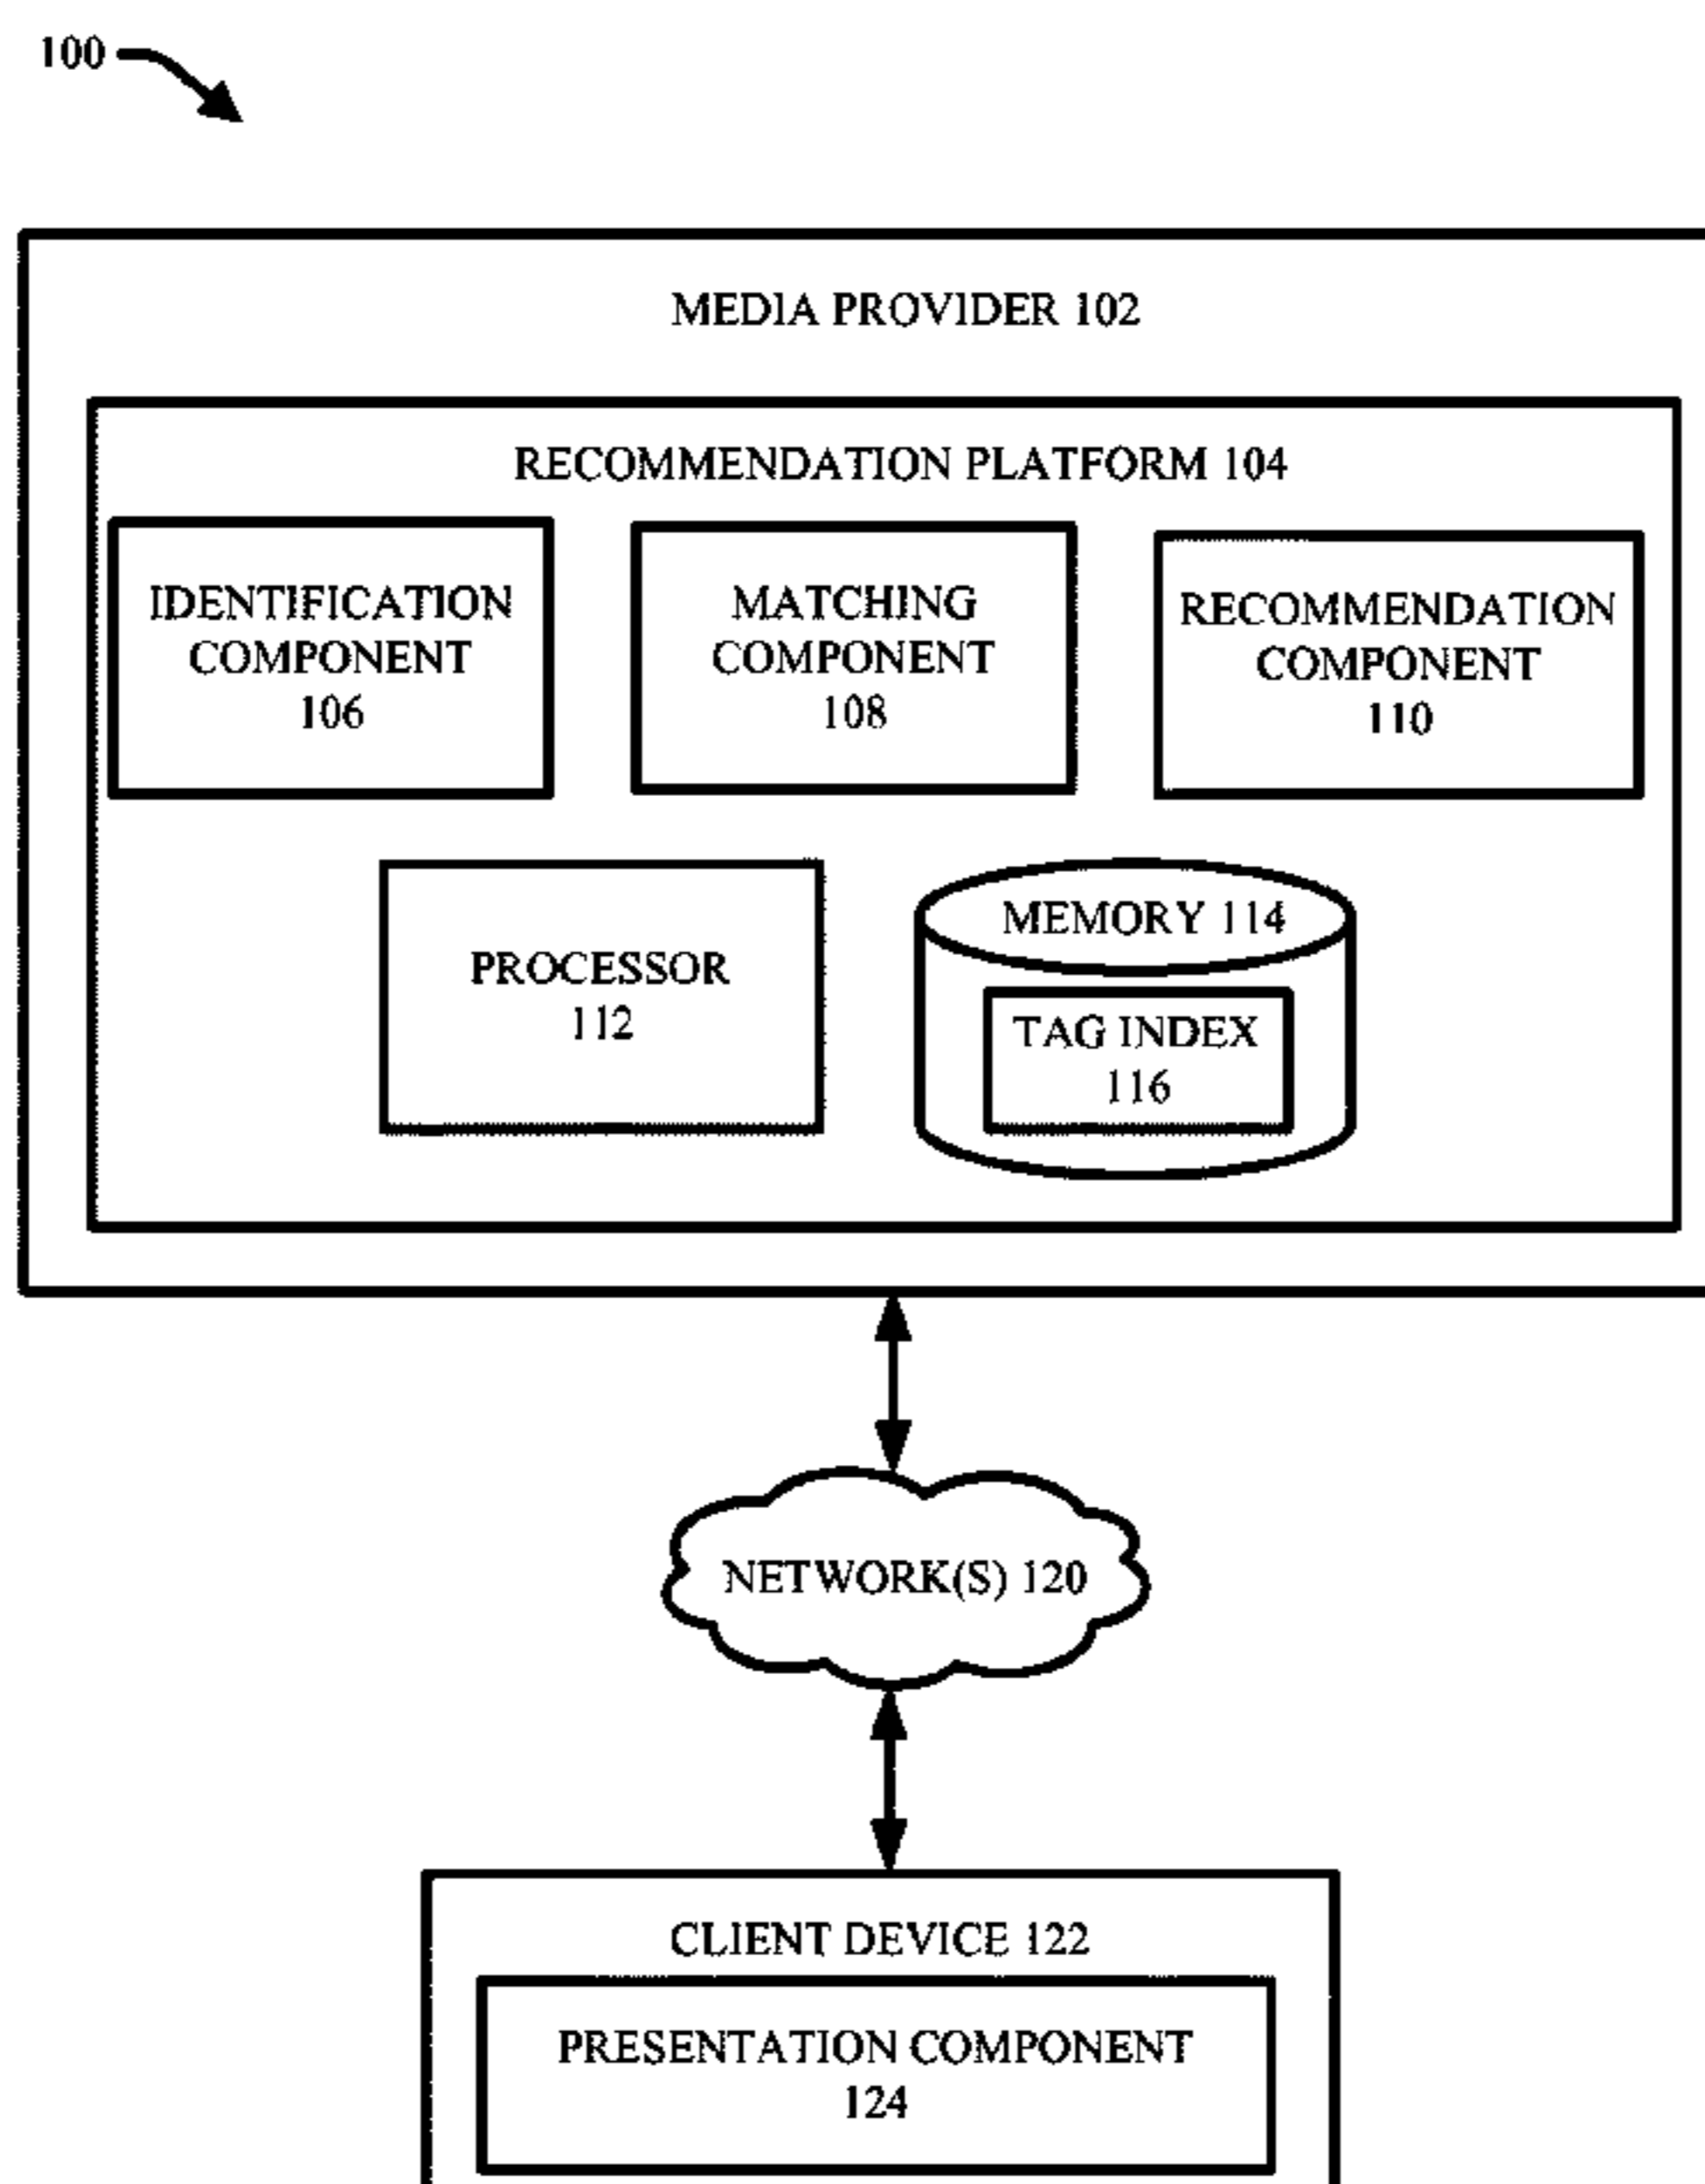 100
MEDIA PROVIDER 102
RECOMMENDATION PLATFORM 104
IDENTIFICATION
COMPONENT
106
MATCHING
COMPONENT
108
RECOMMENDATION
COMPONENT
110
PROCESSOR
112
MEMORY 114
TAG INDEX
116
NETWORK(S) 120
CLIENT DEVICE 122
PRESENTATION COMPONENT
124